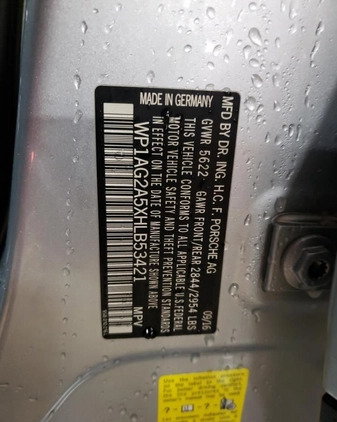 MFD BY DR. ING. H.C. F. PORSCHE AG
09/16
GVWR 5622 GAWR FRONT/REAR 2844/2954 LBS
THIS VEHICLE CONFORMS TO ALL APPLICABLE U.S. FEDERAL
MOTOR VEHICLE SAFETY AND THEFT PREVENTION STANDARDS
IN EFFECT ON THE DATE OF MANUFACTURE SHOWN ABOVE
WP1AG2A5XHLB53421
MPV
MADE IN GERMANY